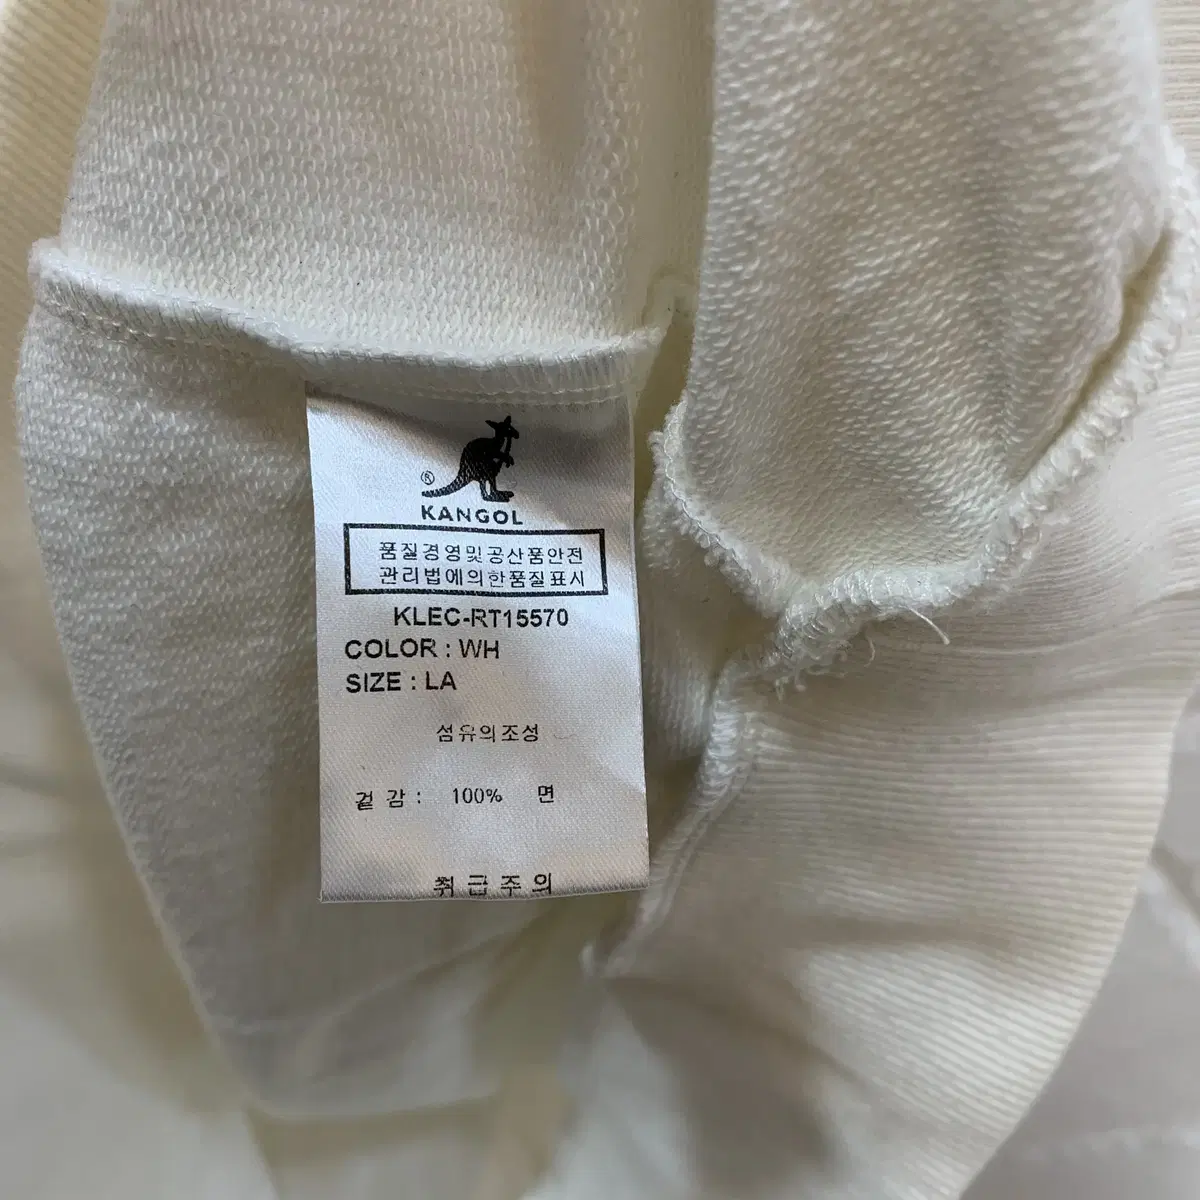 ®
KANGOL
품질경영및공산품안전
관리법에의한품질표시
KLEC-RT15570
COLOR : WH
SIZE : LA
섬유의조성
겉감 : 100% 면
취급주의